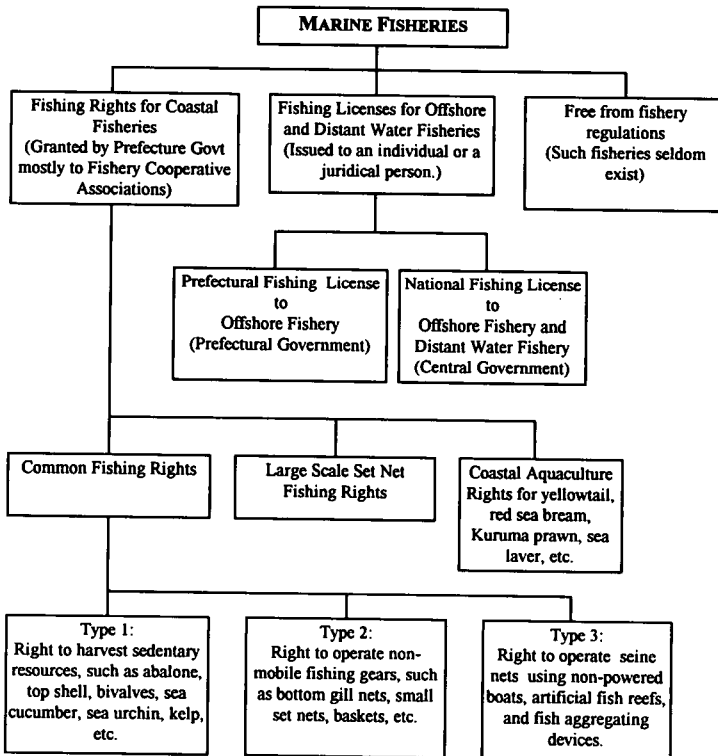 MARINE FISHERIES
Fishing Rights for Coastal
Fisheries
(Granted by Prefecture Govt
mostly to Fishery Cooperative
Associations)
Fishing Licenses for Offshore
and Distant Water Fisheries
(Issued to an individual or a
juridical person.)
Free from fishery
regulations
(Such fisheries seldom
exist)
Prefectural Fishing License
to
Offshore Fishery
(Prefectural Government)
National Fishing License
to
Offshore Fishery and
Distant Water Fishery
(Central Government)
Common Fishing Rights
Large Scale Set Net
Fishing Rights
Coastal Aquaculture
Rights for yellowtail,
red sea bream,
Kuruma prawn, sea
laver, etc.
Type 1:
Right to harvest sedentary
resources, such as abalone,
top shell, bivalves, sea
cucumber, sea urchin, kelp,
etc.
Type 2:
Right to operate non-
mobile fishing gears, such
as bottom gill nets, small
set nets, baskets, etc.
Type 3:
Right to operate seine
nets using non-powered
boats, artificial fish reefs,
and fish aggregating
devices.